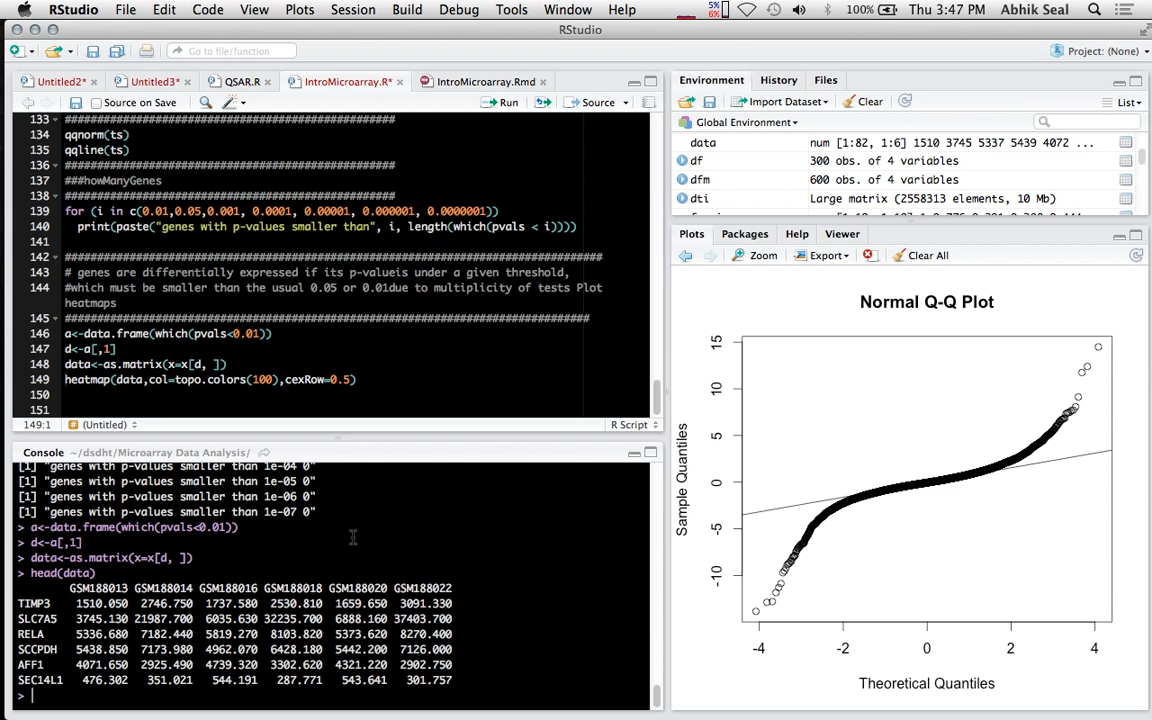 RStudio File Edit Code View Plots Session Build Debug Tools Window Help 5% 6% 100% Thu 3:47 PM Abhik Seal
RStudio
Go to file/function Project: (None)
Untitled2* Untitled3* QSAR.R IntroMicroarray.R* IntroMicroarray.Rmd
Source on Save Run Source
133 ##################################################
134 qqnorm(ts)
135 qqline(ts)
136 ##################################################
137 ###howManyGenes
138 ##################################################
139 for (i in c(0.01,0.05,0.001, 0.0001, 0.00001, 0.000001, 0.0000001))
140 print(paste("genes with p-values smaller than", i, length(which(pvals < i))))
141
142 ##################################################################################
143 # genes are differentially expressed if its p-valueis under a given threshold,
144 #which must be smaller than the usual 0.05 or 0.01due to multiplicity of tests Plot
heatmaps
145 ################################################################################
146 a<-data.frame(which(pvals<0.01))
147 d<-a[,1]
148 data<-as.matrix(x=x[d, ])
149 heatmap(data,col=topo.colors(100),cexRow=0.5)
150
151
149:1 # (Untitled) R Script
Console ~/dsdht/Microarray Data Analysis/
[1] "genes with p-values smaller than 1e-04 0"
[1] "genes with p-values smaller than 1e-05 0"
[1] "genes with p-values smaller than 1e-06 0"
[1] "genes with p-values smaller than 1e-07 0"
> a<-data.frame(which(pvals<0.01))
> d<-a[,1]
> data<-as.matrix(x=x[d, ])
> head(data)
GSM188013 GSM188014 GSM188016 GSM188018 GSM188020 GSM188022
TIMP3 1510.050 2746.750 1737.580 2530.810 1659.650 3091.330
SLC7A5 3745.130 21987.700 6035.630 32235.700 6888.160 37403.700
RELA 5336.680 7182.440 5819.270 8103.820 5373.620 8270.400
SCCPDH 5438.850 7173.980 4962.070 6428.180 5442.200 7126.000
AFF1 4071.650 2925.490 4739.320 3302.620 4321.220 2902.750
SEC14L1 476.302 351.021 544.191 287.771 543.641 301.757
>
Environment History Files
Import Dataset Clear List
Global Environment
data num [1:82, 1:6] 1510 3745 5337 5439 4072 ...
df 300 obs. of 4 variables
dfm 600 obs. of 4 variables
dti Large matrix (2558313 elements, 10 Mb)
Plots Packages Help Viewer
Zoom Export Clear All
Normal Q-Q Plot
Sample Quantiles
15
10
5
0
-5
-10
-4 -2 0 2 4
Theoretical Quantiles